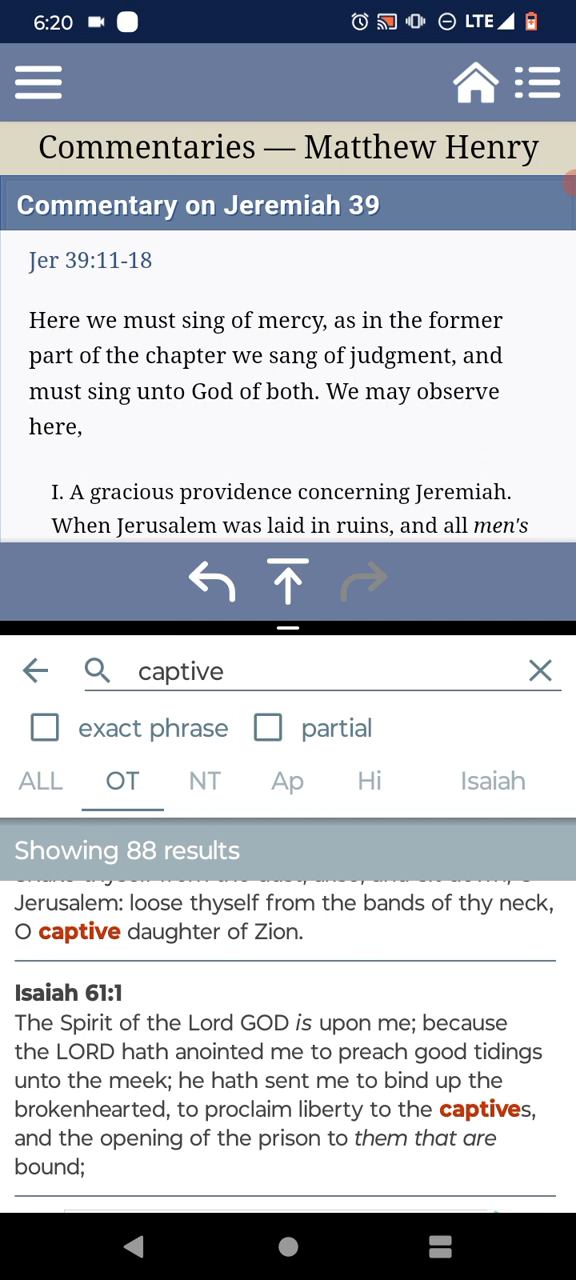 6:20
LTE
Commentaries — Matthew Henry
Commentary on Jeremiah 39
Jer 39:11-18
Here we must sing of mercy, as in the former
part of the chapter we sang of judgment, and
must sing unto God of both. We may observe
here,
I. A gracious providence concerning Jeremiah.
When Jerusalem was laid in ruins, and all men's
captive
exact phrase partial
ALL OT NT Ap Hi Isaiah
Showing 88 results
Jerusalem: loose thyself from the bands of thy neck,
O captive daughter of Zion.
Isaiah 61:1
The Spirit of the Lord GOD is upon me; because
the LORD hath anointed me to preach good tidings
unto the meek; he hath sent me to bind up the
brokenhearted, to proclaim liberty to the captives,
and the opening of the prison to them that are
bound;